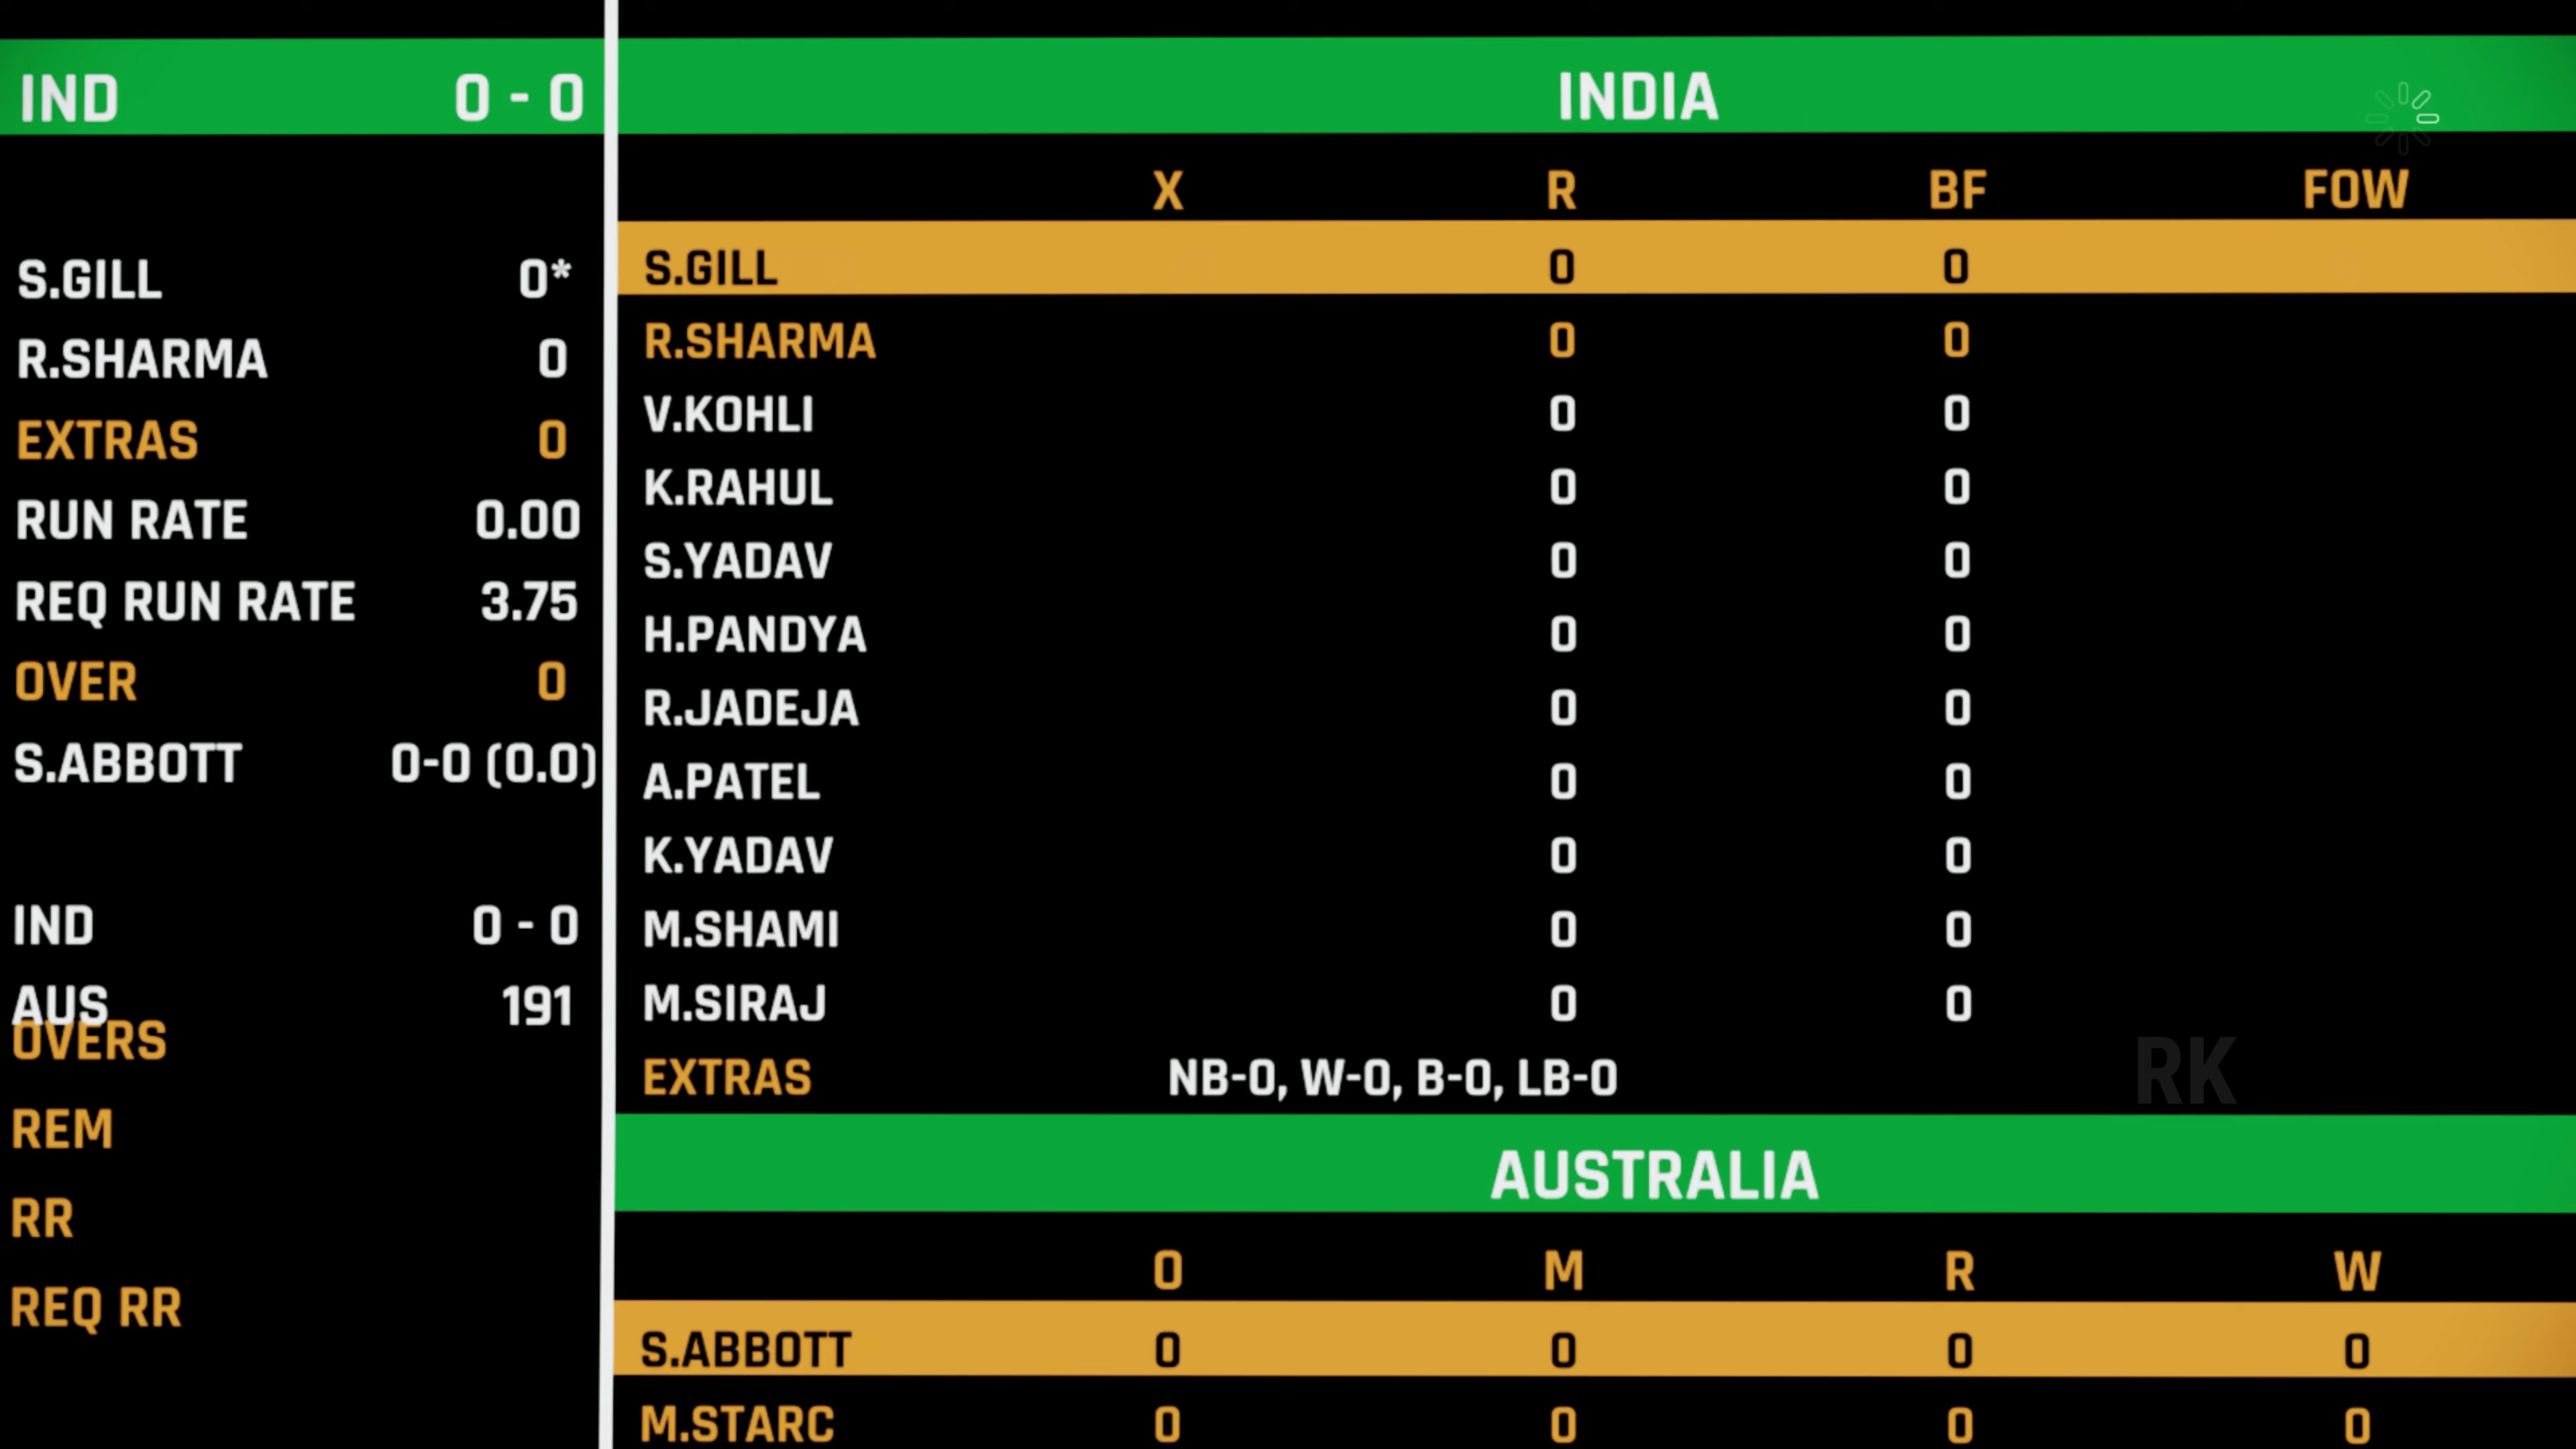 IND 0 - 0
S.GILL 0*
R.SHARMA 0
EXTRAS 0
RUN RATE 0.00
REQ RUN RATE 3.75
OVER 0
S.ABBOTT 0-0 (0.0)
IND 0 - 0
AUS 191
OVERS
REM
RR
REQ RR
INDIA
X R BF FOW
S.GILL 0 0
R.SHARMA 0 0
V.KOHLI 0 0
K.RAHUL 0 0
S.YADAV 0 0
H.PANDYA 0 0
R.JADEJA 0 0
A.PATEL 0 0
K.YADAV 0 0
M.SHAMI 0 0
M.SIRAJ 0 0
EXTRAS NB-0, W-0, B-0, LB-0
RK
AUSTRALIA
O M R W
S.ABBOTT 0 0 0 0
M.STARC 0 0 0 0